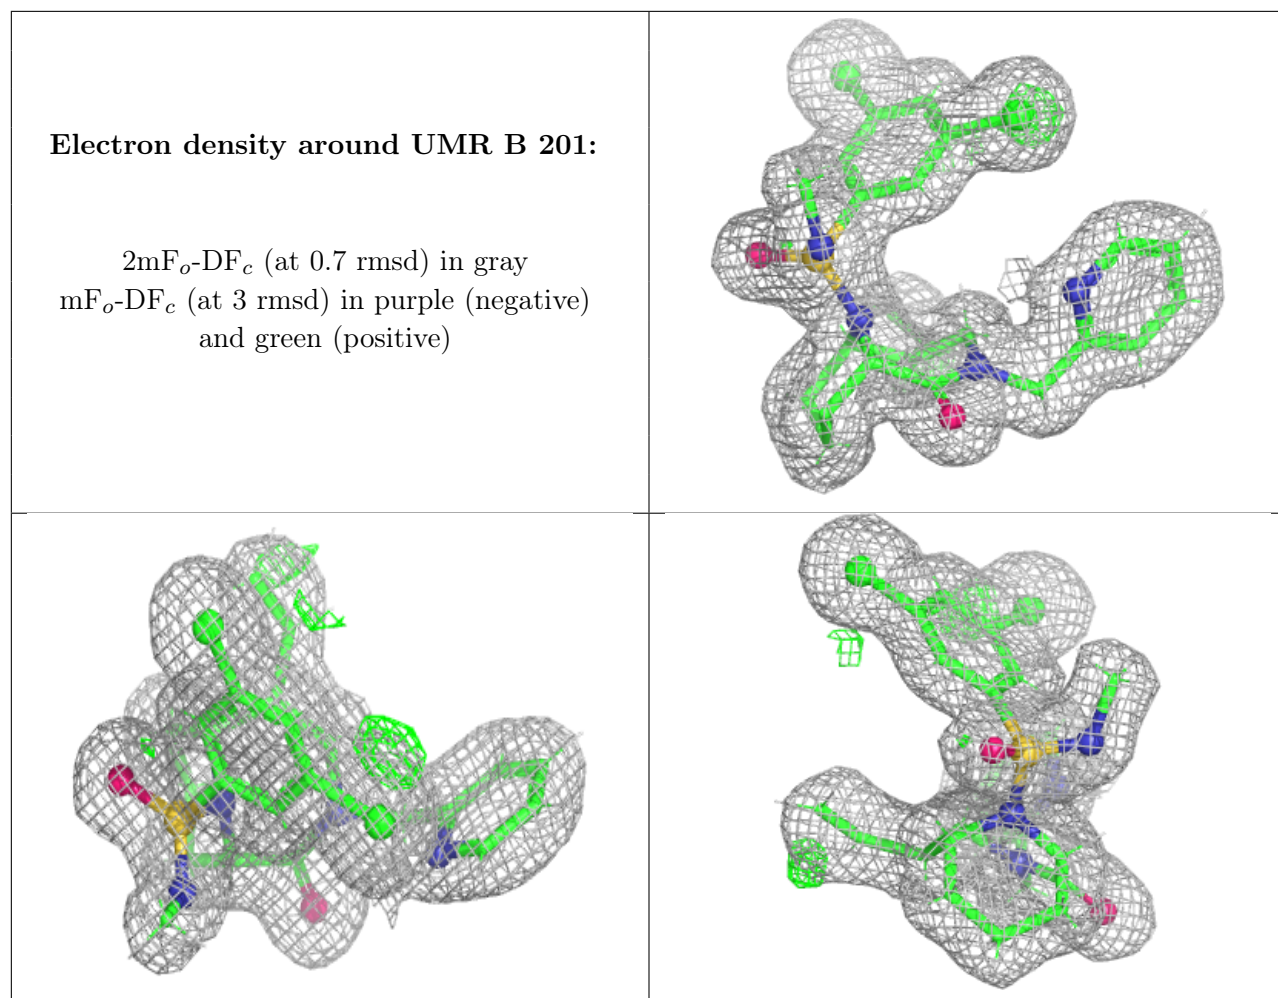 Electron density around UMR B 201:
2mFo-DFc (at 0.7 rmsd) in gray
mFo-DFc (at 3 rmsd) in purple (negative)
and green (positive)